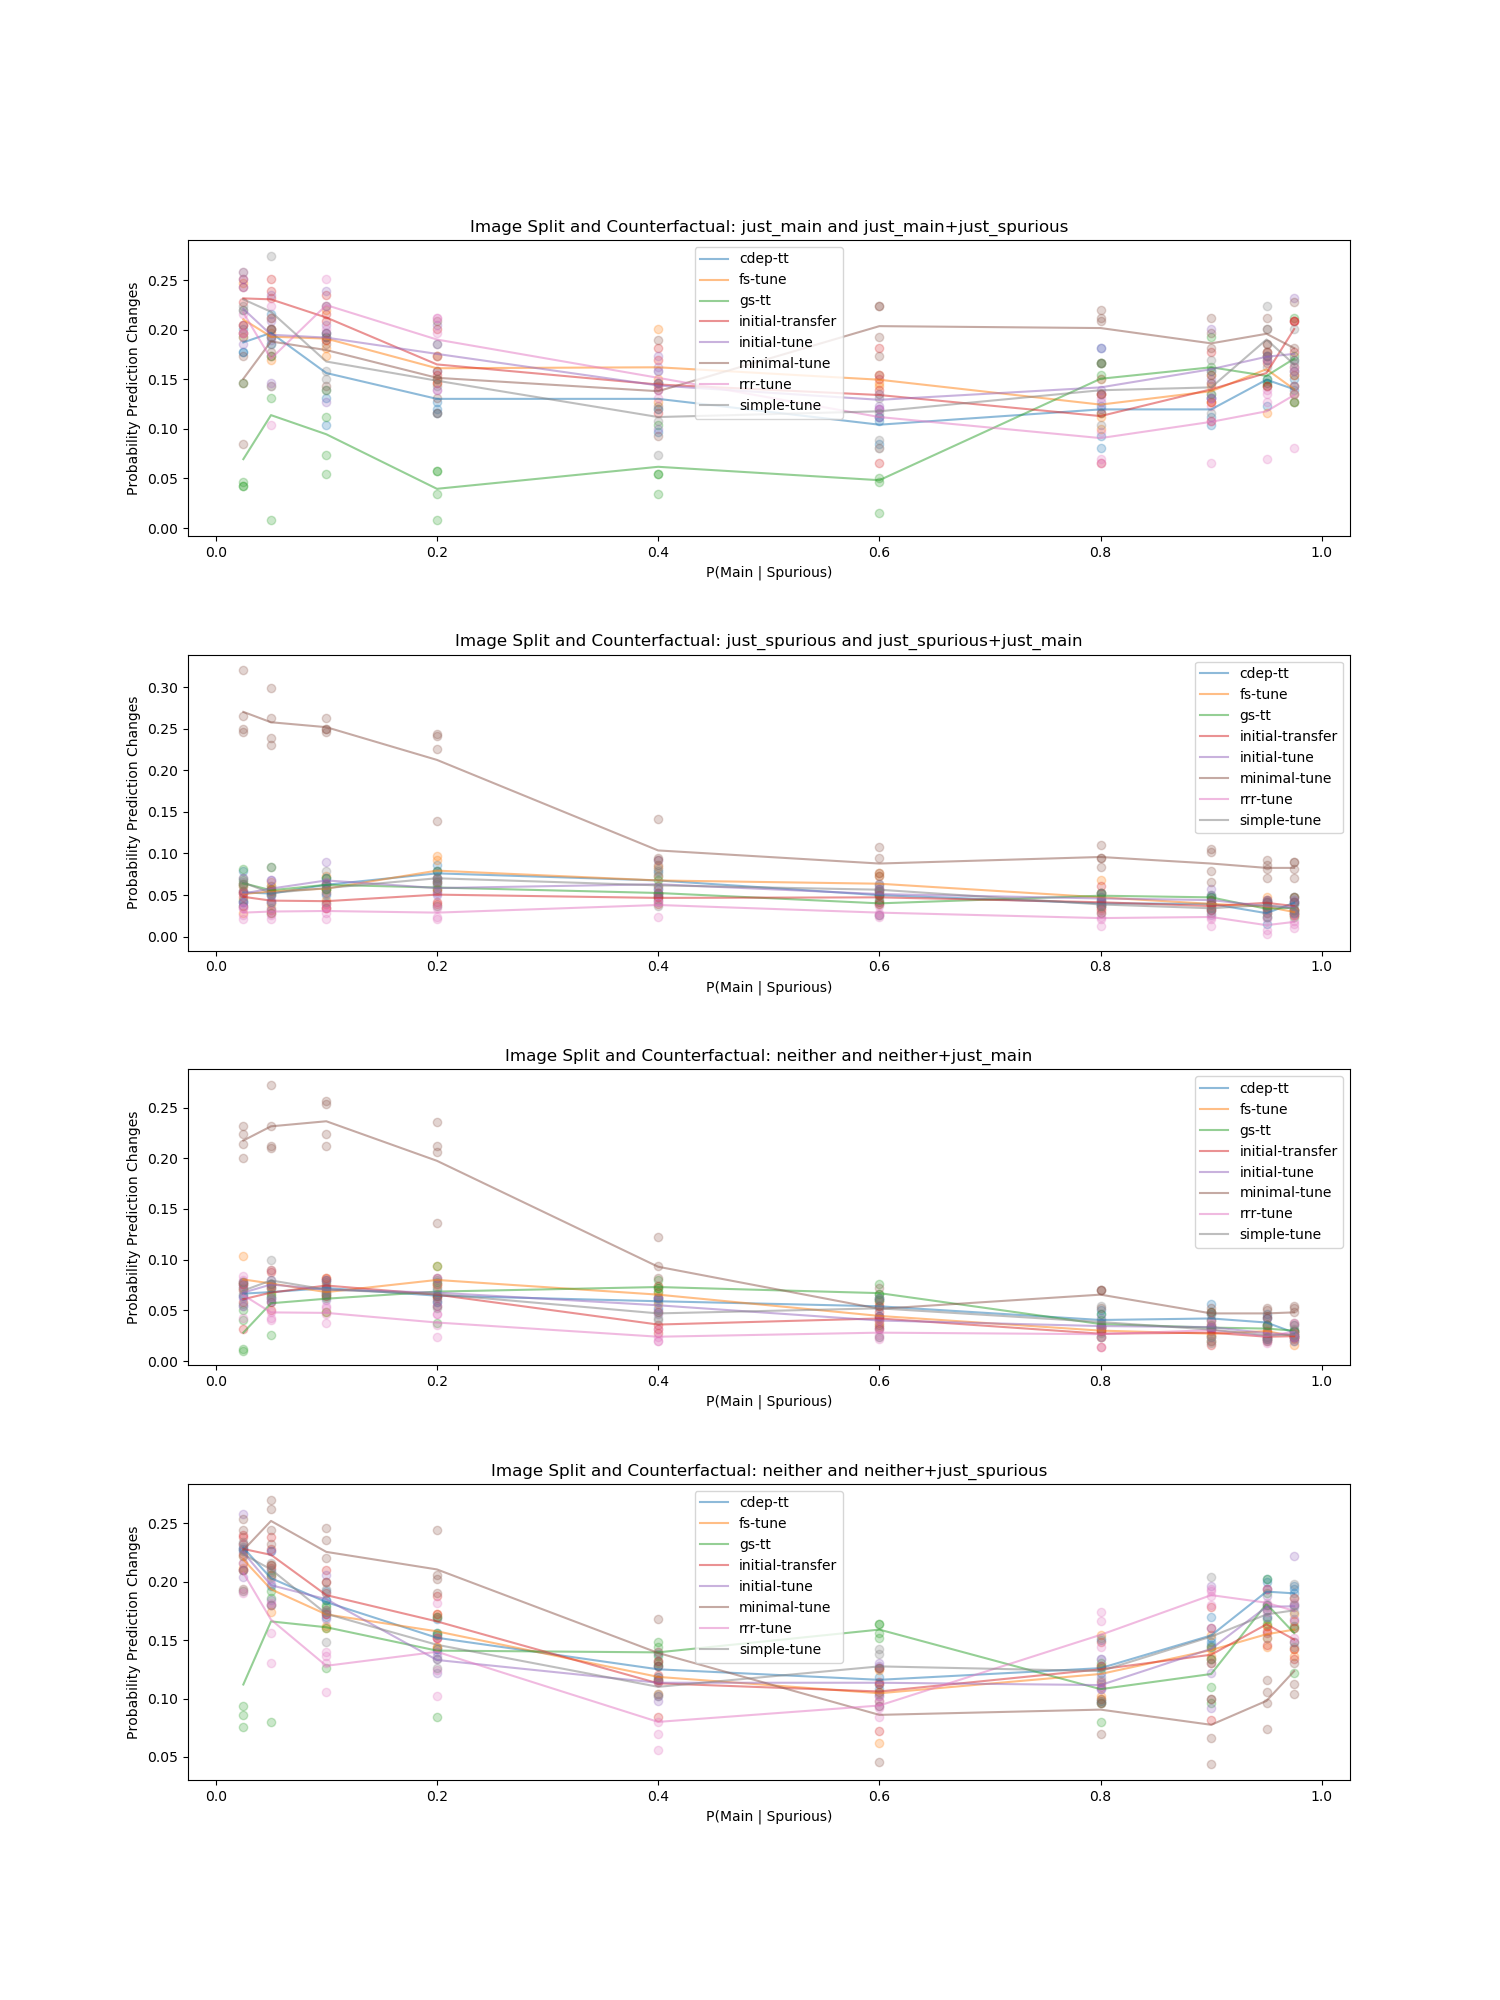 Image Split and Counterfactual: just_main and just_main+just_spurious
Probability Prediction Changes
0.25
0.20
0.15
0.10
0.05
0.00
cdep-tt
fs-tune
gs-tt
initial-transfer
initial-tune
minimal-tune
rrr-tune
simple-tune
0.0 0.2 0.4 0.6 0.8 1.0
P(Main | Spurious)
Image Split and Counterfactual: just_spurious and just_spurious+just_main
Probability Prediction Changes
0.30
0.25
0.20
0.15
0.10
0.05
0.00
cdep-tt
fs-tune
gs-tt
initial-transfer
initial-tune
minimal-tune
rrr-tune
simple-tune
0.0 0.2 0.4 0.6 0.8 1.0
P(Main | Spurious)
Image Split and Counterfactual: neither and neither+just_main
Probability Prediction Changes
0.25
0.20
0.15
0.10
0.05
0.00
cdep-tt
fs-tune
gs-tt
initial-transfer
initial-tune
minimal-tune
rrr-tune
simple-tune
0.0 0.2 0.4 0.6 0.8 1.0
P(Main | Spurious)
Image Split and Counterfactual: neither and neither+just_spurious
Probability Prediction Changes
0.25
0.20
0.15
0.10
0.05
cdep-tt
fs-tune
gs-tt
initial-transfer
initial-tune
minimal-tune
rrr-tune
simple-tune
0.0 0.2 0.4 0.6 0.8 1.0
P(Main | Spurious)